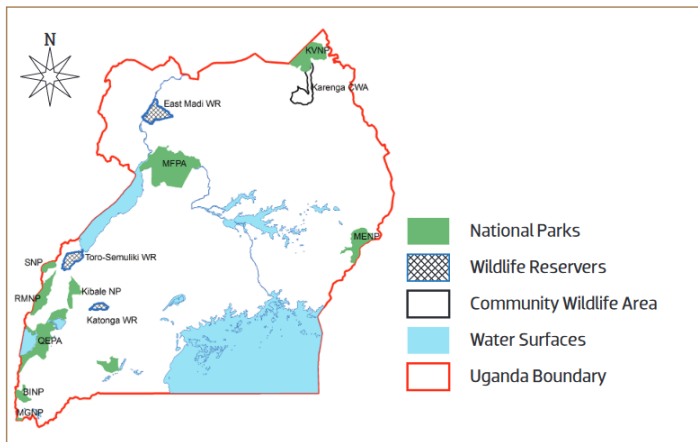 N
KVNP
Karenga CWA
East Madi WR
MFPA
MENP
Toro-Semuliki WR
SNP
RMNP
Kibale NP
Katonga WR
QEPA
BINP
MGNP
National Parks
Wildlife Reservers
Community Wildlife Area
Water Surfaces
Uganda Boundary